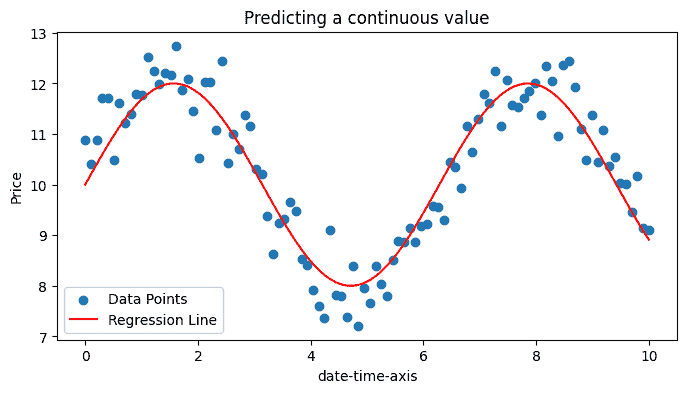 Predicting a continuous value
13
12
11
10
9
8
7
Price
Data Points
Regression Line
0
2
4
6
8
10
date-time-axis